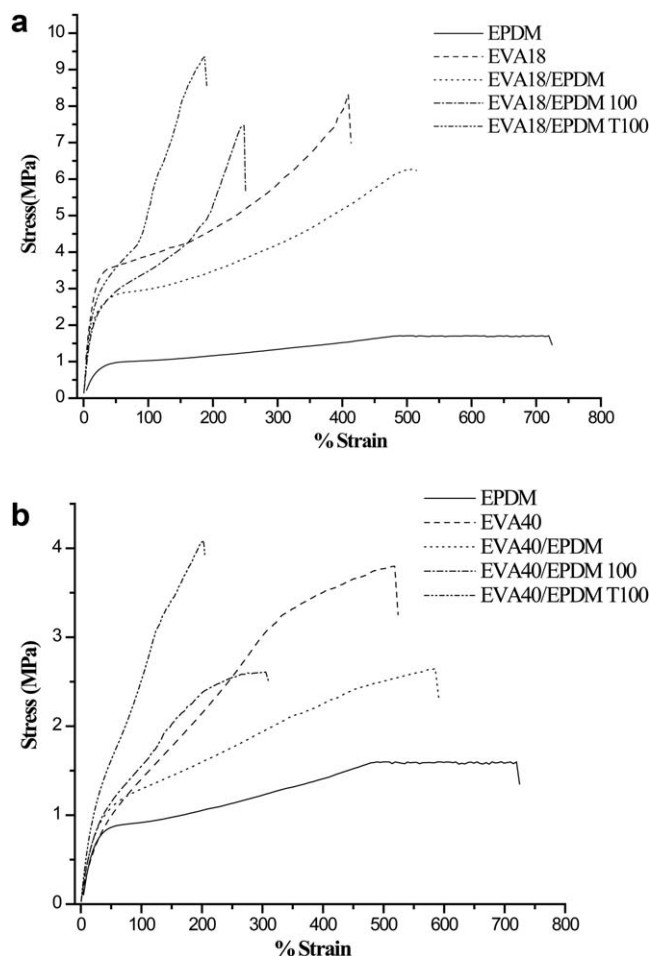 a
10
9
8
7
6
5
4
3
2
1
0
Stress(MPa)
EPDM
EVA18
EVA18/EPDM
EVA18/EPDM 100
EVA18/EPDM T100
0 100 200 300 400 500 600 700 800
% Strain
b
4
3
2
1
0
Stress (MPa)
EPDM
EVA40
EVA40/EPDM
EVA40/EPDM 100
EVA40/EPDM T100
0 100 200 300 400 500 600 700 800
% Strain